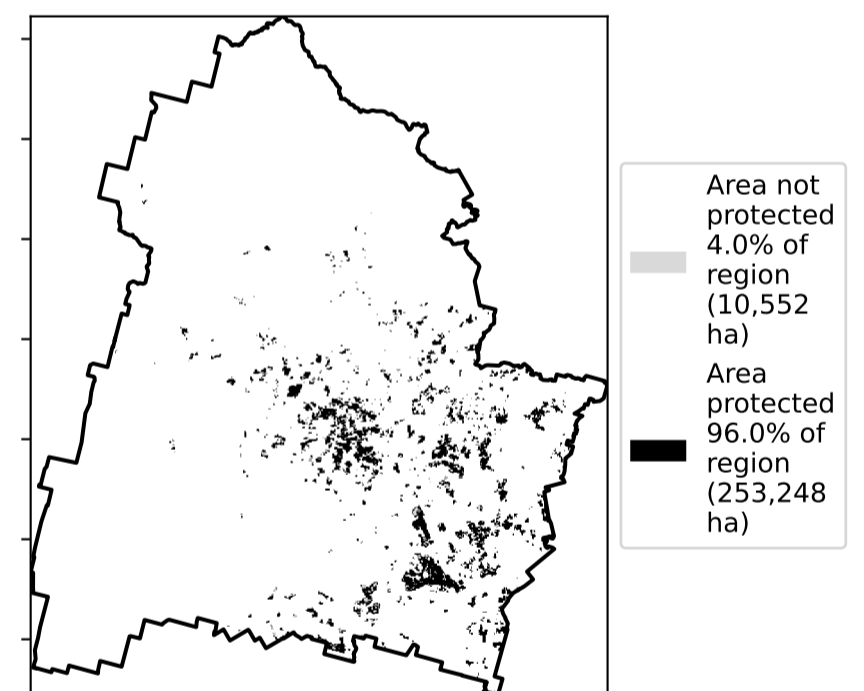 Area not
protected
4.0% of
region
(10,552
ha)
Area
protected
96.0% of
region
(253,248
ha)